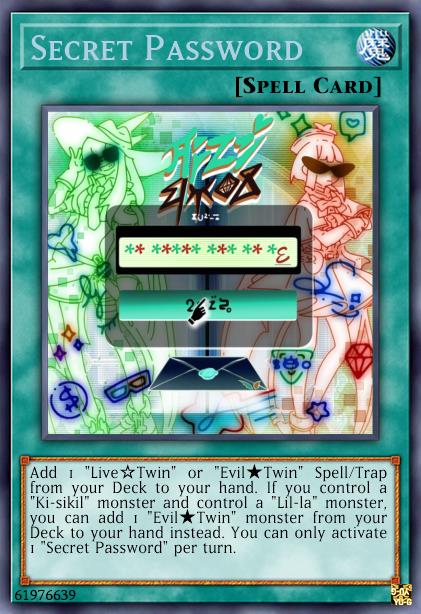 Secret Password
[Spell Card]
** ***** *** **
Add 1 "Live☆Twin" or "Evil★Twin" Spell/Trap
from your Deck to your hand. If you control a
"Ki-sikil" monster and control a "Lil-la" monster,
you can add 1 "Evil★Twin" monster from your
Deck to your hand instead. You can only activate
1 "Secret Password" per turn.
61976639